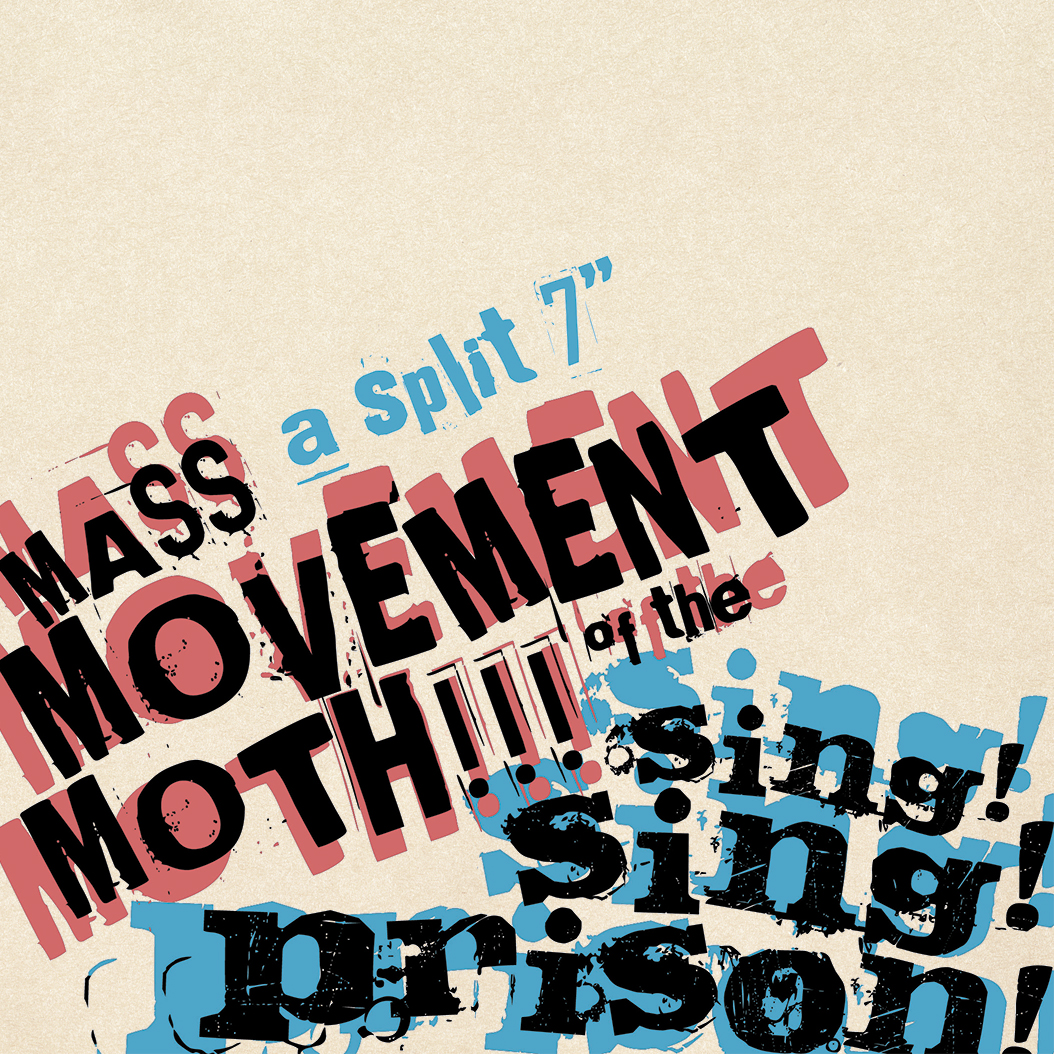 a Split 7”
MASS
MOVEMENT
of the
MOTH!!!
Sing!
Sing!
prison!